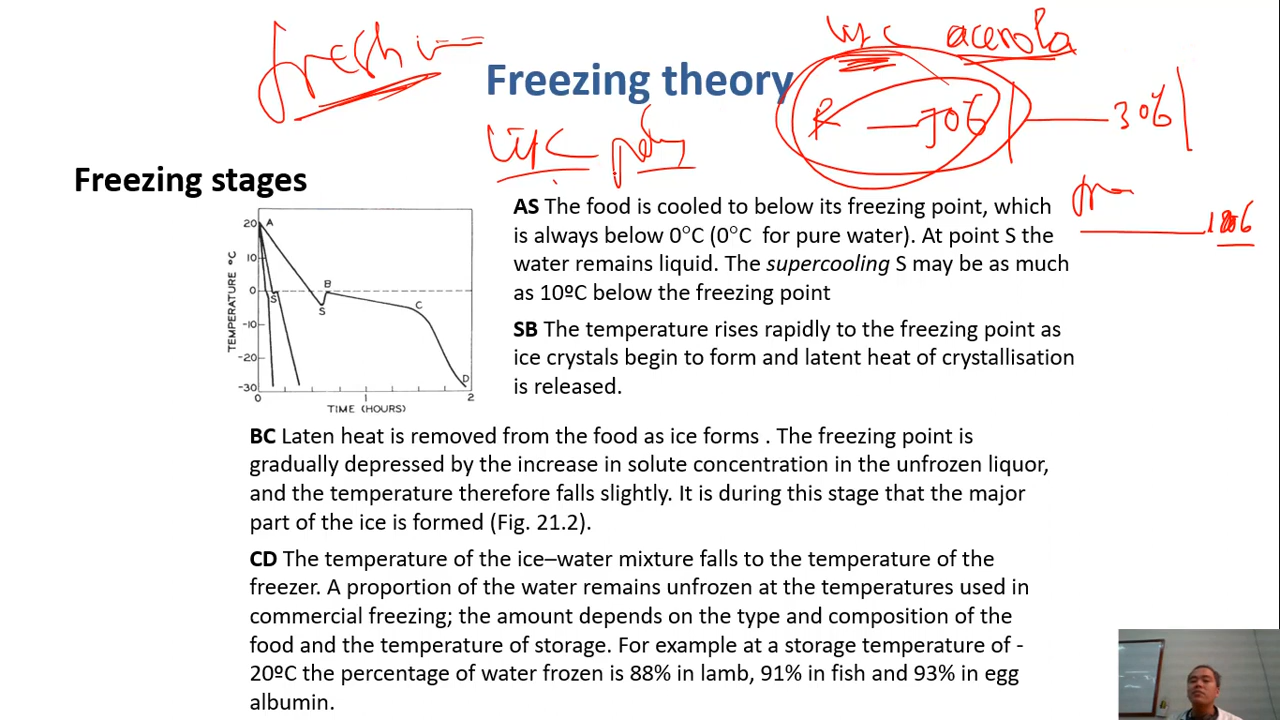 acerola
Freezing theory
30%
Freezing stages
20
A
10
0
B
S
S
C
-10
-20
-30
D
0
1
2
TEMPERATURE °C
TIME (HOURS)
AS The food is cooled to below its freezing point, which
is always below 0°C (0°C for pure water). At point S the
water remains liquid. The supercooling S may be as much
as 10ºC below the freezing point
SB The temperature rises rapidly to the freezing point as
ice crystals begin to form and latent heat of crystallisation
is released.
BC Laten heat is removed from the food as ice forms . The freezing point is
gradually depressed by the increase in solute concentration in the unfrozen liquor,
and the temperature therefore falls slightly. It is during this stage that the major
part of the ice is formed (Fig. 21.2).
CD The temperature of the ice–water mixture falls to the temperature of the
freezer. A proportion of the water remains unfrozen at the temperatures used in
commercial freezing; the amount depends on the type and composition of the
food and the temperature of storage. For example at a storage temperature of -
20ºC the percentage of water frozen is 88% in lamb, 91% in fish and 93% in egg
albumin.